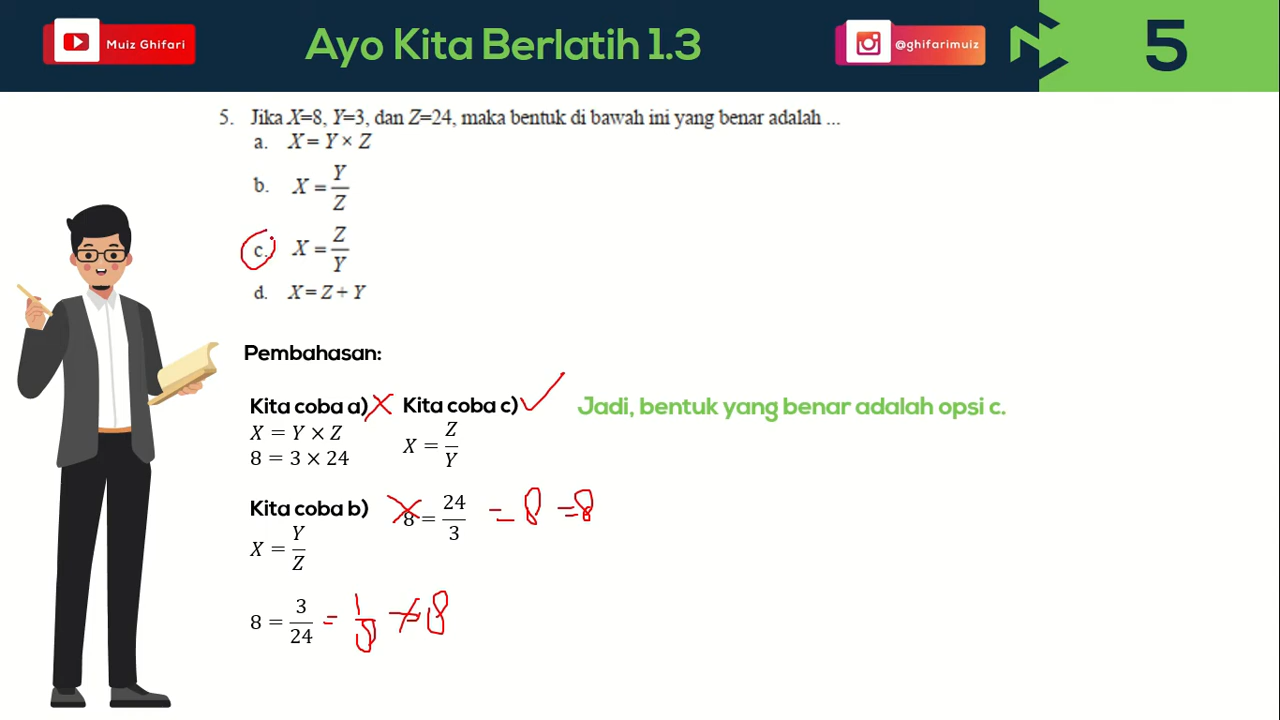 Muiz Ghifari
Ayo Kita Berlatih 1.3
@ghifarimuiz
5
5. Jika X=8, Y=3, dan Z=24, maka bentuk di bawah ini yang benar adalah ...
a. X = Y × Z
b. X = Y/Z
c. X = Z/Y
d. X = Z + Y
Pembahasan:
Kita coba a)
X = Y × Z
8 = 3 × 24
Kita coba b)
X = Y/Z
8 = 3/24 = 1/8 ≠ 8
Kita coba c)
X = Z/Y
8 = 24/3 = 8 = 8
Jadi, bentuk yang benar adalah opsi c.